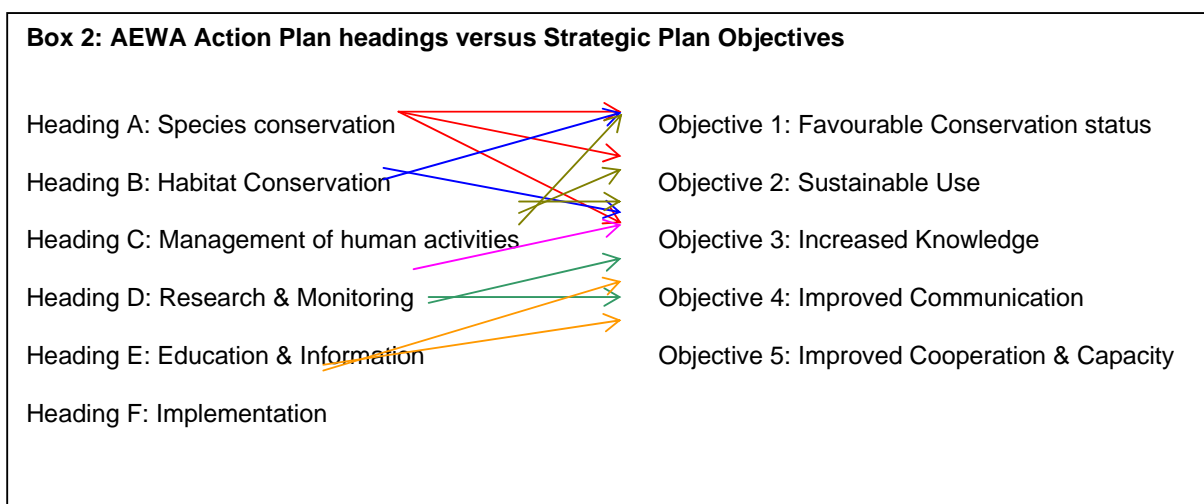 Box 2: AEWA Action Plan headings versus Strategic Plan Objectives
Heading A: Species conservation
Objective 1: Favourable Conservation status
Heading B: Habitat Conservation
Objective 2: Sustainable Use
Heading C: Management of human activities
Objective 3: Increased Knowledge
Heading D: Research & Monitoring
Objective 4: Improved Communication
Heading E: Education & Information
Objective 5: Improved Cooperation & Capacity
Heading F: Implementation